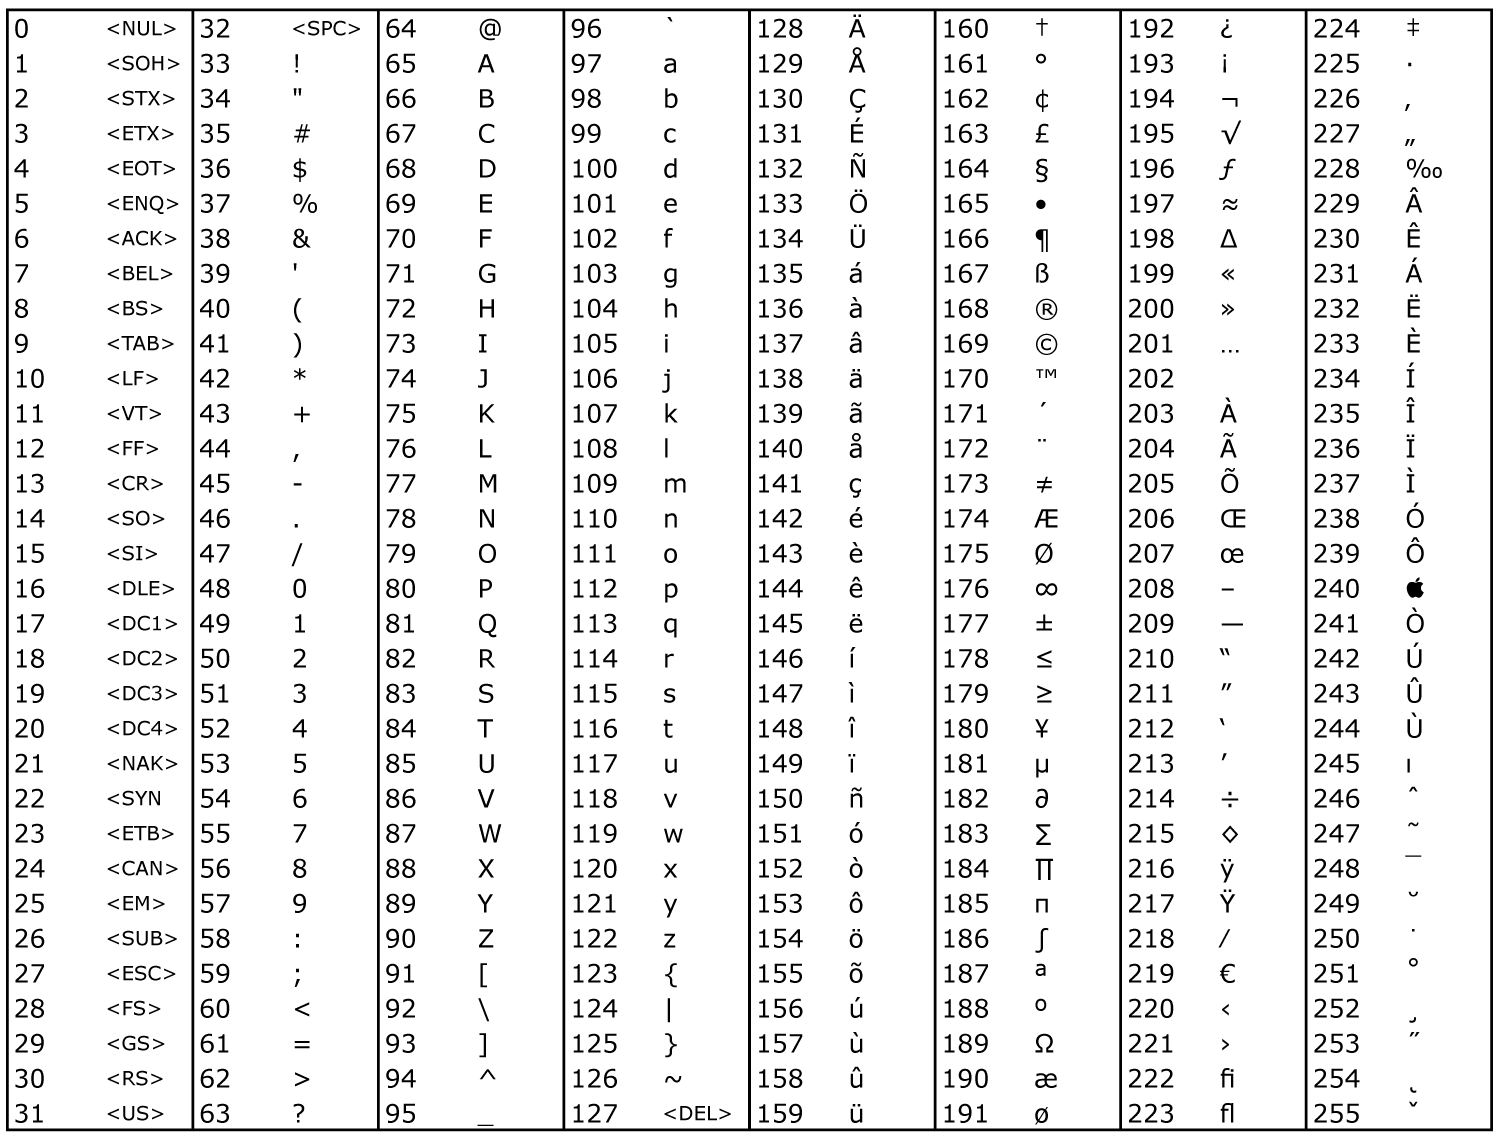 0 <NUL> 32 <SPC> 64 @ 96 ` 128 Ä 160 † 192 ¿ 224 ‡
1 <SOH> 33 ! 65 A 97 a 129 Å 161 ° 193 ¡ 225 ·
2 <STX> 34 " 66 B 98 b 130 Ç 162 ¢ 194 ¬ 226 ‚
3 <ETX> 35 # 67 C 99 c 131 É 163 £ 195 √ 227 „
4 <EOT> 36 $ 68 D 100 d 132 Ñ 164 § 196 ƒ 228 ‰
5 <ENQ> 37 % 69 E 101 e 133 Ö 165 • 197 ≈ 229 Â
6 <ACK> 38 & 70 F 102 f 134 Ü 166 ¶ 198 ∆ 230 Ê
7 <BEL> 39 ' 71 G 103 g 135 á 167 ß 199 « 231 Á
8 <BS> 40 ( 72 H 104 h 136 à 168 ® 200 » 232 Ë
9 <TAB> 41 ) 73 I 105 i 137 â 169 © 201 … 233 È
10 <LF> 42 * 74 J 106 j 138 ä 170 ™ 202 234 Í
11 <VT> 43 + 75 K 107 k 139 ã 171 ´ 203 À 235 Î
12 <FF> 44 , 76 L 108 l 140 å 172 ¨ 204 Ã 236 Ï
13 <CR> 45 - 77 M 109 m 141 ç 173 ≠ 205 Õ 237 Ì
14 <SO> 46 . 78 N 110 n 142 é 174 Æ 206 Œ 238 Ó
15 <SI> 47 / 79 O 111 o 143 è 175 Ø 207 œ 239 Ô
16 <DLE> 48 0 80 P 112 p 144 ê 176 ∞ 208 – 240 
17 <DC1> 49 1 81 Q 113 q 145 ë 177 ± 209 — 241 Ò
18 <DC2> 50 2 82 R 114 r 146 í 178 ≤ 210 “ 242 Ú
19 <DC3> 51 3 83 S 115 s 147 ì 179 ≥ 211 ” 243 Û
20 <DC4> 52 4 84 T 116 t 148 î 180 ¥ 212 ‘ 244 Ù
21 <NAK> 53 5 85 U 117 u 149 ï 181 µ 213 ’ 245 ı
22 <SYN 54 6 86 V 118 v 150 ñ 182 ∂ 214 ÷ 246 ˆ
23 <ETB> 55 7 87 W 119 w 151 ó 183 ∑ 215 ◊ 247 ˜
24 <CAN> 56 8 88 X 120 x 152 ò 184 ∏ 216 ÿ 248 ¯
25 <EM> 57 9 89 Y 121 y 153 ô 185 π 217 Ÿ 249 ˘
26 <SUB> 58 : 90 Z 122 z 154 ö 186 ∫ 218 ⁄ 250 ˙
27 <ESC> 59 ; 91 [ 123 { 155 õ 187 ª 219 € 251 ˚
28 <FS> 60 < 92 \ 124 | 156 ú 188 º 220 ‹ 252 ¸
29 <GS> 61 = 93 ] 125 } 157 ù 189 Ω 221 › 253 ˝
30 <RS> 62 > 94 ^ 126 ~ 158 û 190 æ 222 ﬁ 254 ˛
31 <US> 63 ? 95 _ 127 <DEL> 159 ü 191 ø 223 ﬂ 255 ˇ